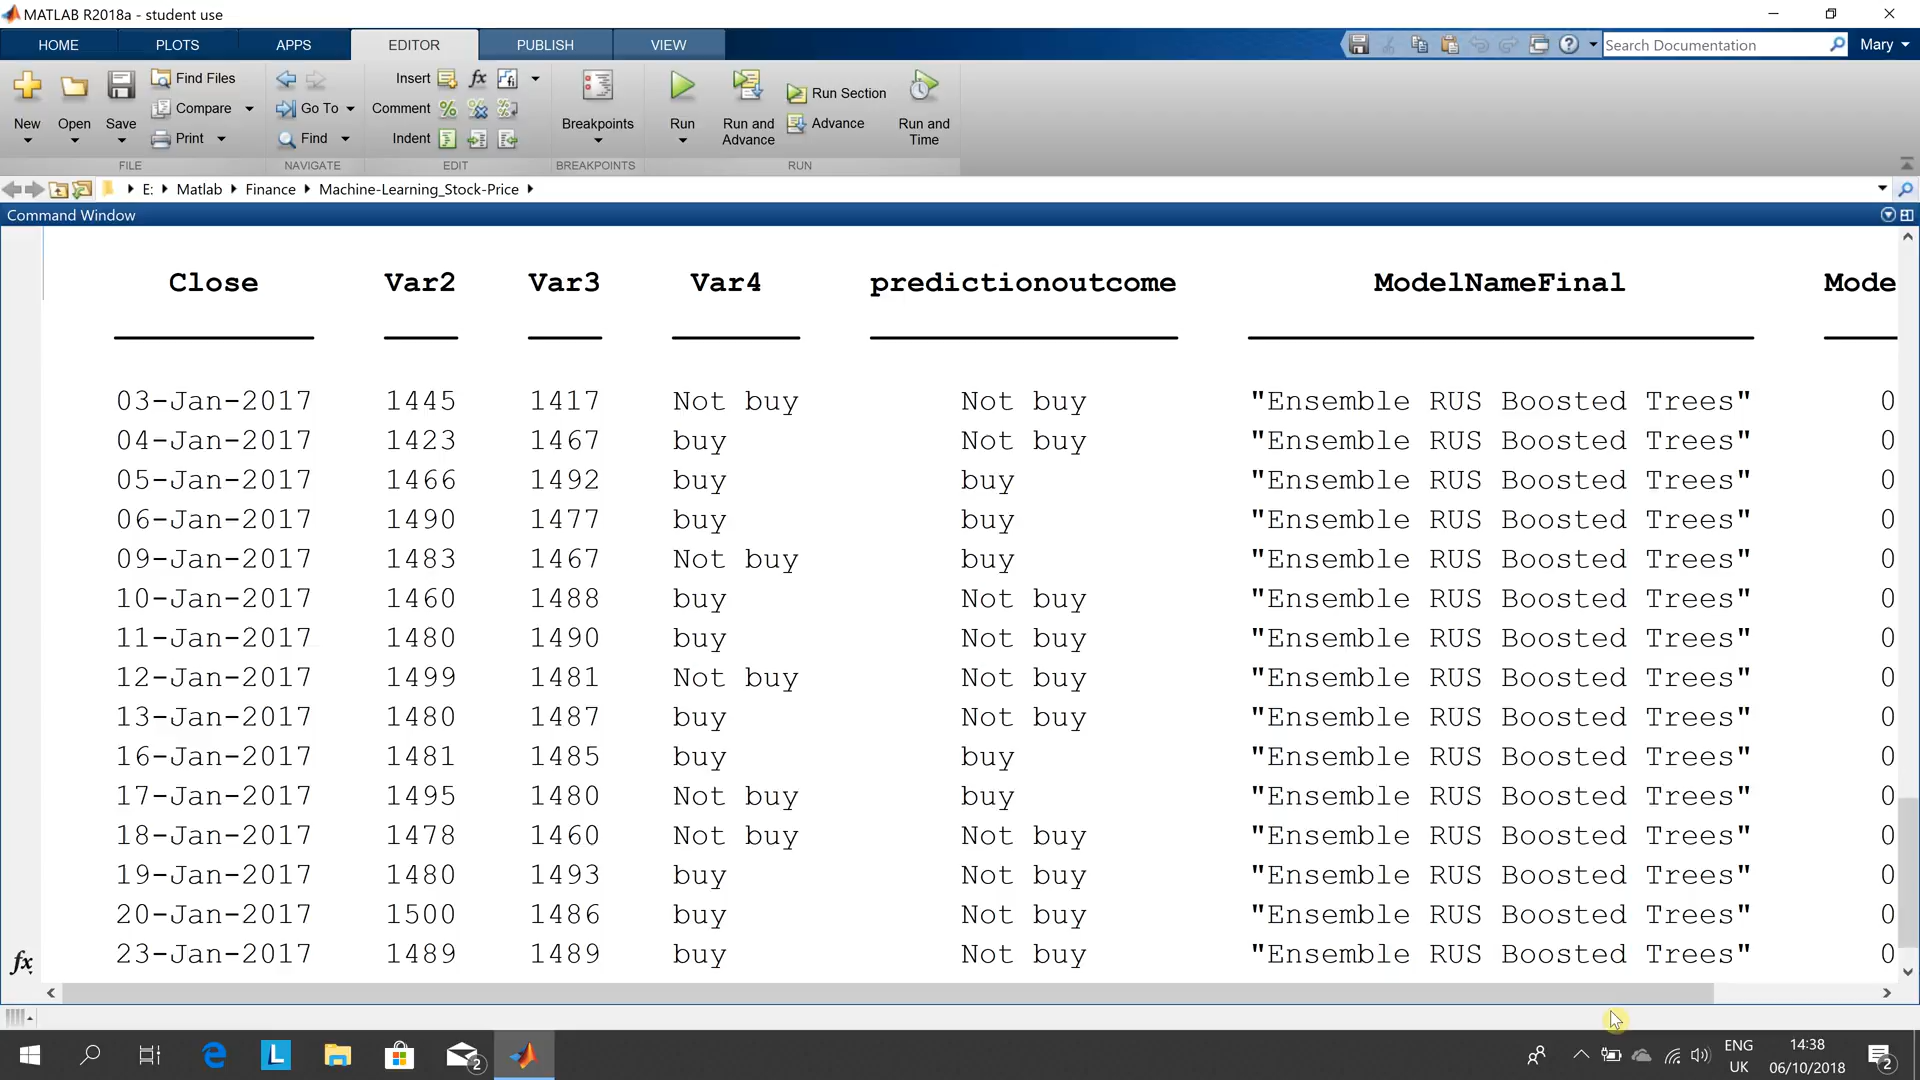 MATLAB R2018a - student use
HOME PLOTS APPS EDITOR PUBLISH VIEW Search Documentation Mary
New Open Save Find Files Compare Print
Go To Find
Insert fx Comment Indent
Breakpoints
Run Run and Advance Run Section Advance Run and Time
FILE NAVIGATE EDIT BREAKPOINTS RUN
E: Matlab Finance Machine-Learning_Stock-Price
Command Window
Close Var2 Var3 Var4 predictionoutcome ModelNameFinal Mode
03-Jan-2017 1445 1417 Not buy Not buy "Ensemble RUS Boosted Trees" 0
04-Jan-2017 1423 1467 buy Not buy "Ensemble RUS Boosted Trees" 0
05-Jan-2017 1466 1492 buy buy "Ensemble RUS Boosted Trees" 0
06-Jan-2017 1490 1477 buy buy "Ensemble RUS Boosted Trees" 0
09-Jan-2017 1483 1467 Not buy buy "Ensemble RUS Boosted Trees" 0
10-Jan-2017 1460 1488 buy Not buy "Ensemble RUS Boosted Trees" 0
11-Jan-2017 1480 1490 buy Not buy "Ensemble RUS Boosted Trees" 0
12-Jan-2017 1499 1481 Not buy Not buy "Ensemble RUS Boosted Trees" 0
13-Jan-2017 1480 1487 buy Not buy "Ensemble RUS Boosted Trees" 0
16-Jan-2017 1481 1485 buy buy "Ensemble RUS Boosted Trees" 0
17-Jan-2017 1495 1480 Not buy buy "Ensemble RUS Boosted Trees" 0
18-Jan-2017 1478 1460 Not buy Not buy "Ensemble RUS Boosted Trees" 0
19-Jan-2017 1480 1493 buy Not buy "Ensemble RUS Boosted Trees" 0
20-Jan-2017 1500 1486 buy Not buy "Ensemble RUS Boosted Trees" 0
23-Jan-2017 1489 1489 buy Not buy "Ensemble RUS Boosted Trees" 0
fx
L 2 ENG 14:38
UK 06/10/2018 2